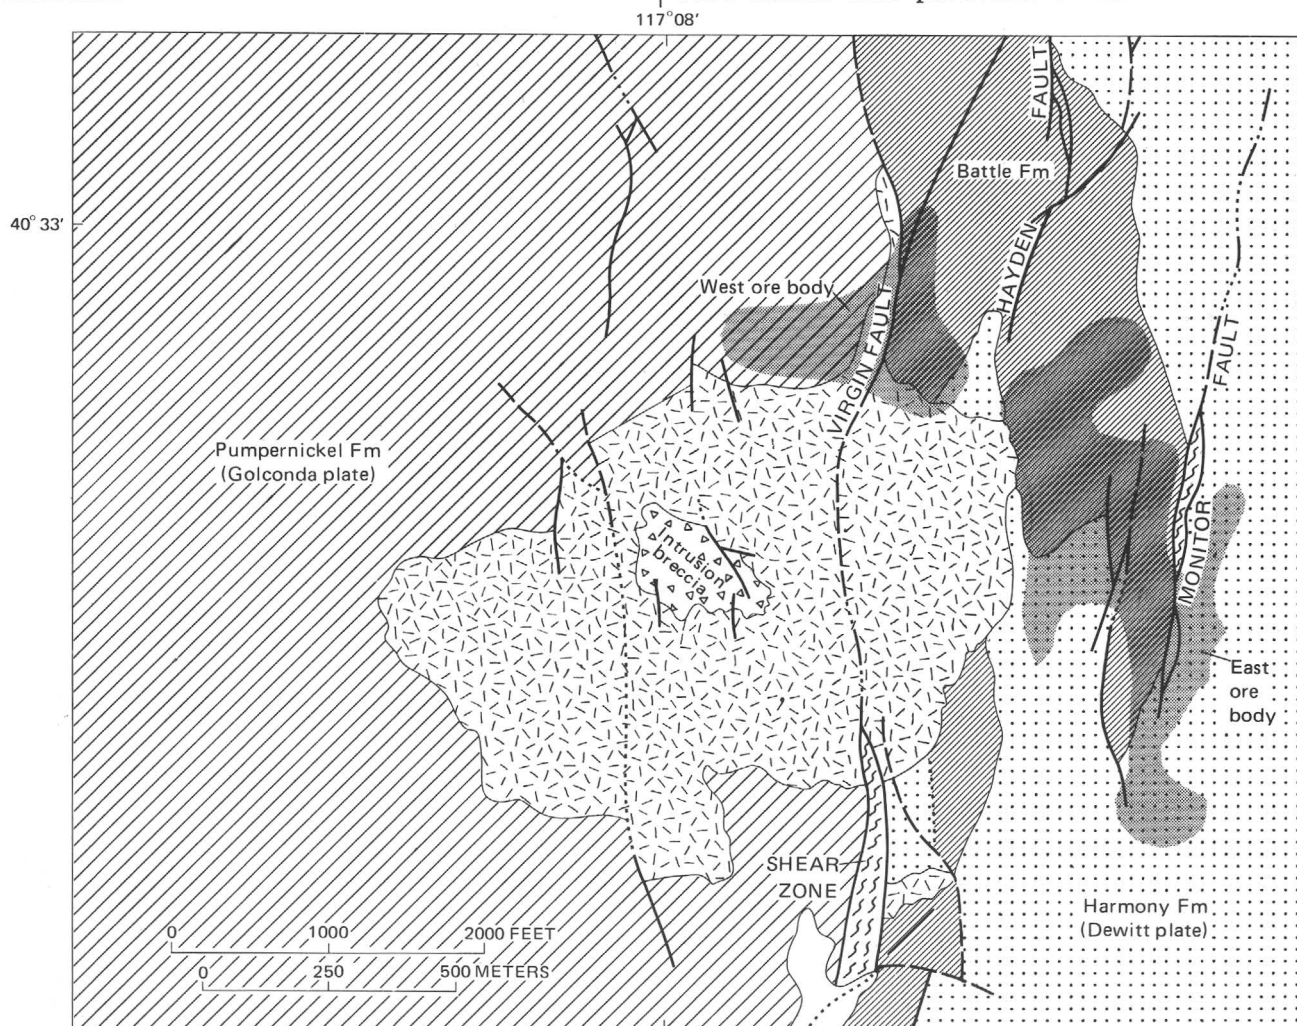 117°08′
FAULT
Battle Fm
40°33′
HAYDEN
West ore body
VIRGIN FAULT
FAULT
Pumpernickel Fm
(Golconda plate)
MONITOR
Intrusion
breccia
East
ore
body
SHEAR
ZONE
Harmony Fm
(Dewitt plate)
0 1000 2000 FEET
0 250 500 METERS